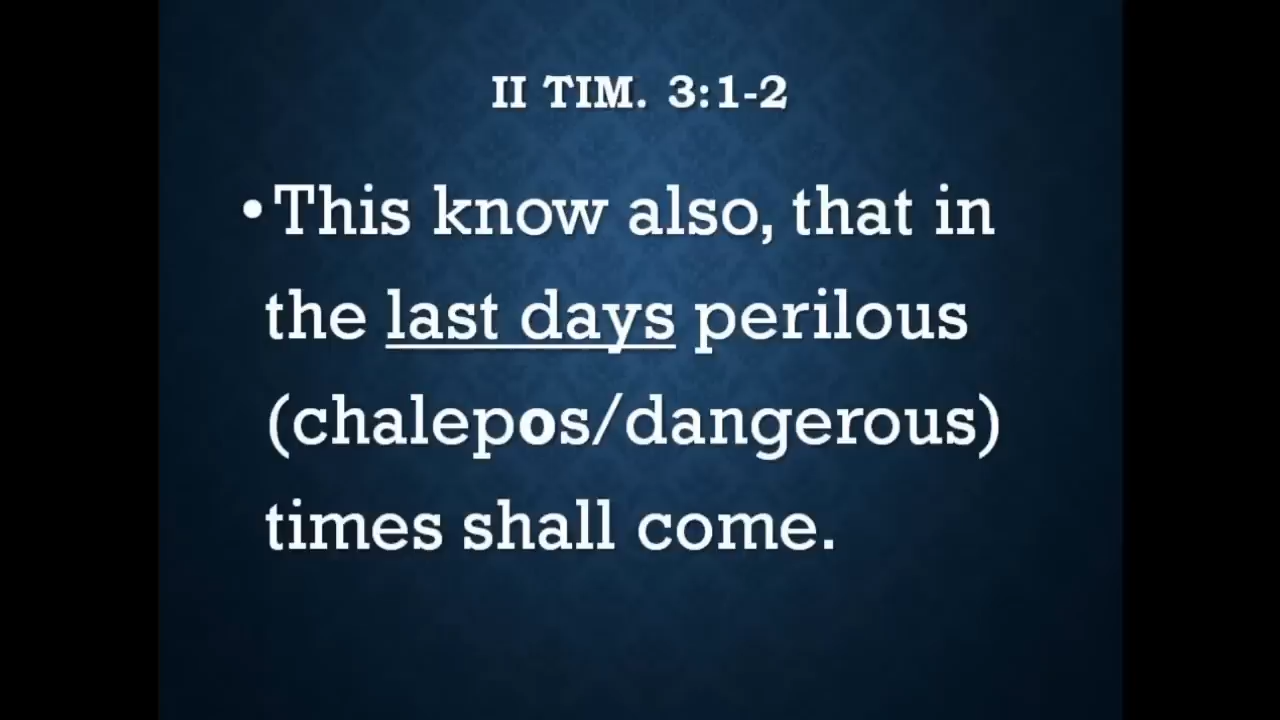 II TIM. 3:1-2
•This know also, that in
the last days perilous
(chalepos/dangerous)
times shall come.